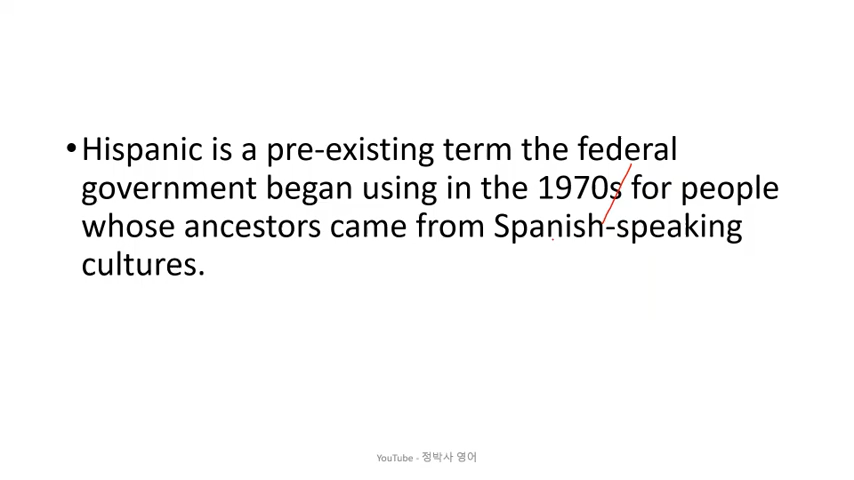 •Hispanic is a pre-existing term the federal
government began using in the 1970s for people
whose ancestors came from Spanish-speaking
cultures.
YouTube - 정박사 영어